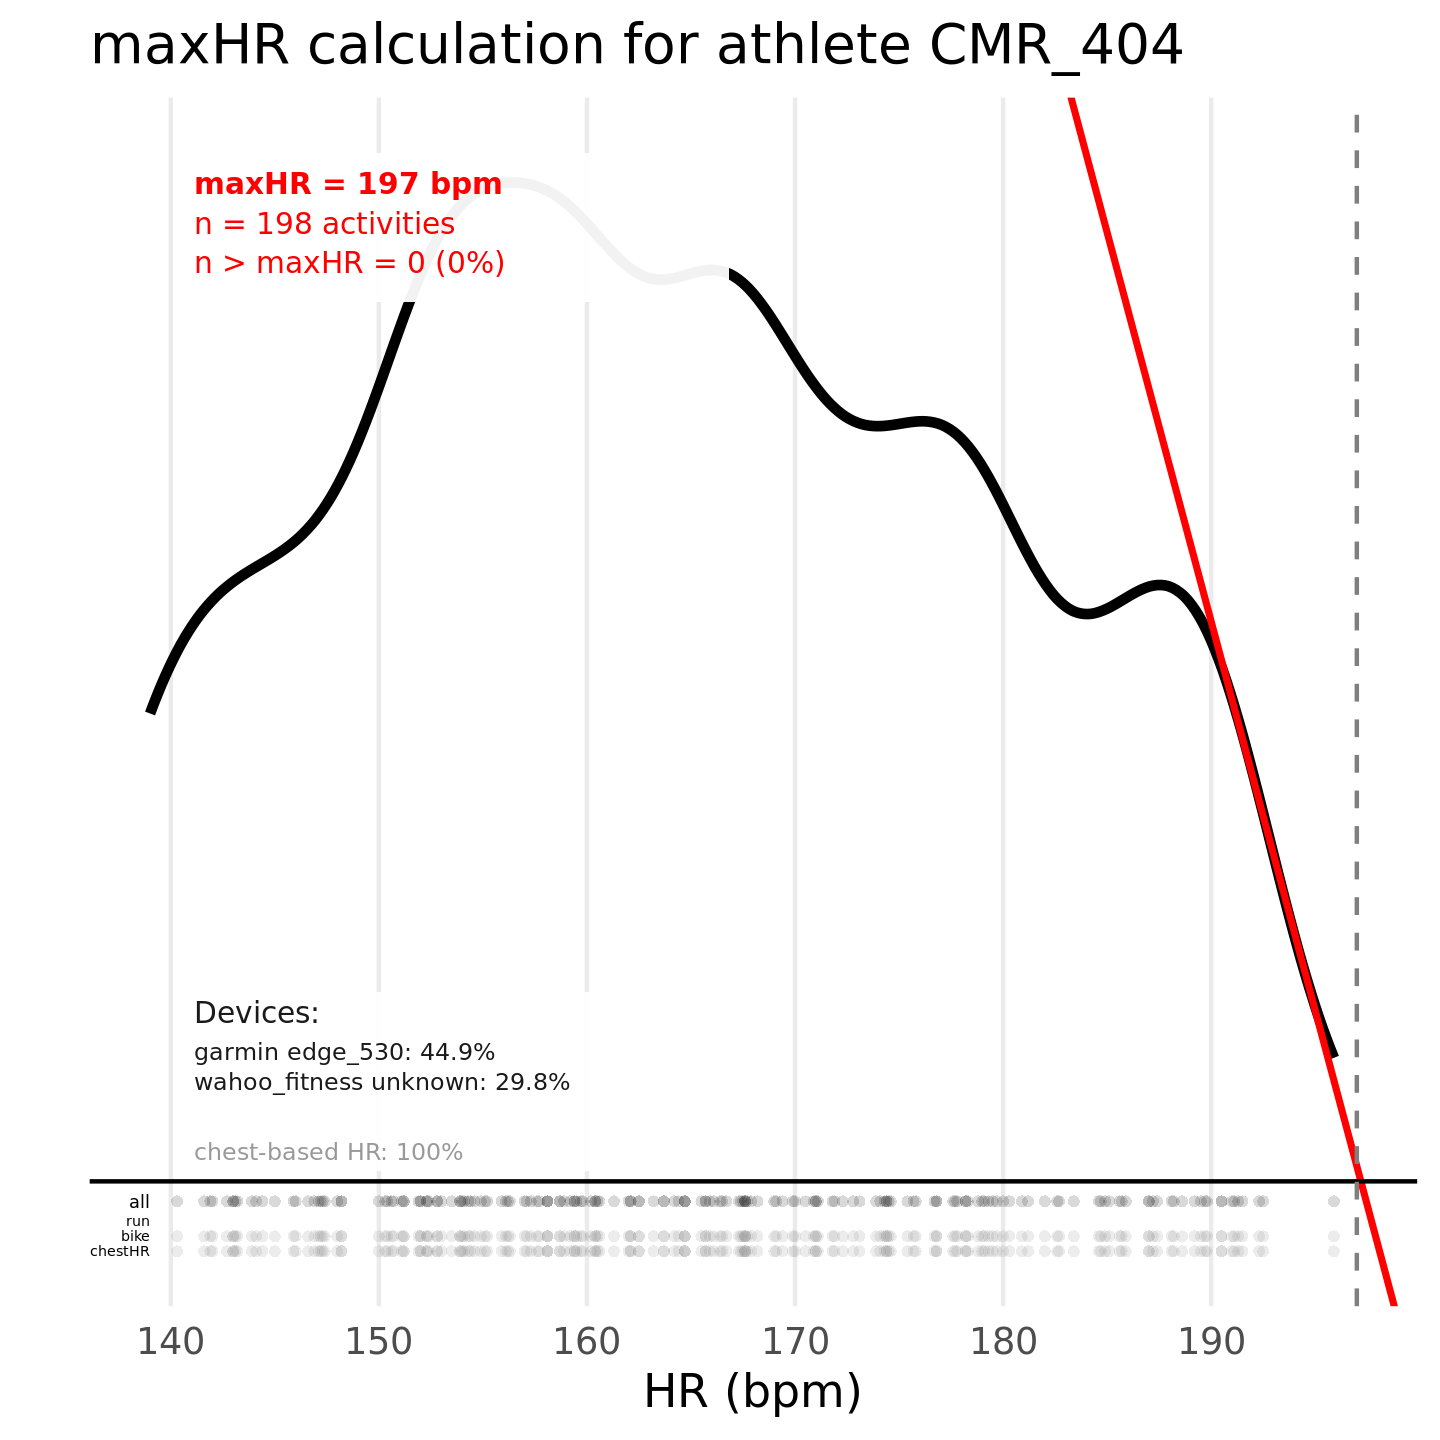 maxHR calculation for athlete CMR_404
maxHR = 197 bpm
n = 198 activities
n > maxHR = 0 (0%)
Devices:
garmin edge_530: 44.9%
wahoo_fitness unknown: 29.8%
chest-based HR: 100%
all
run
bike
chestHR
140 150 160 170 180 190
HR (bpm)